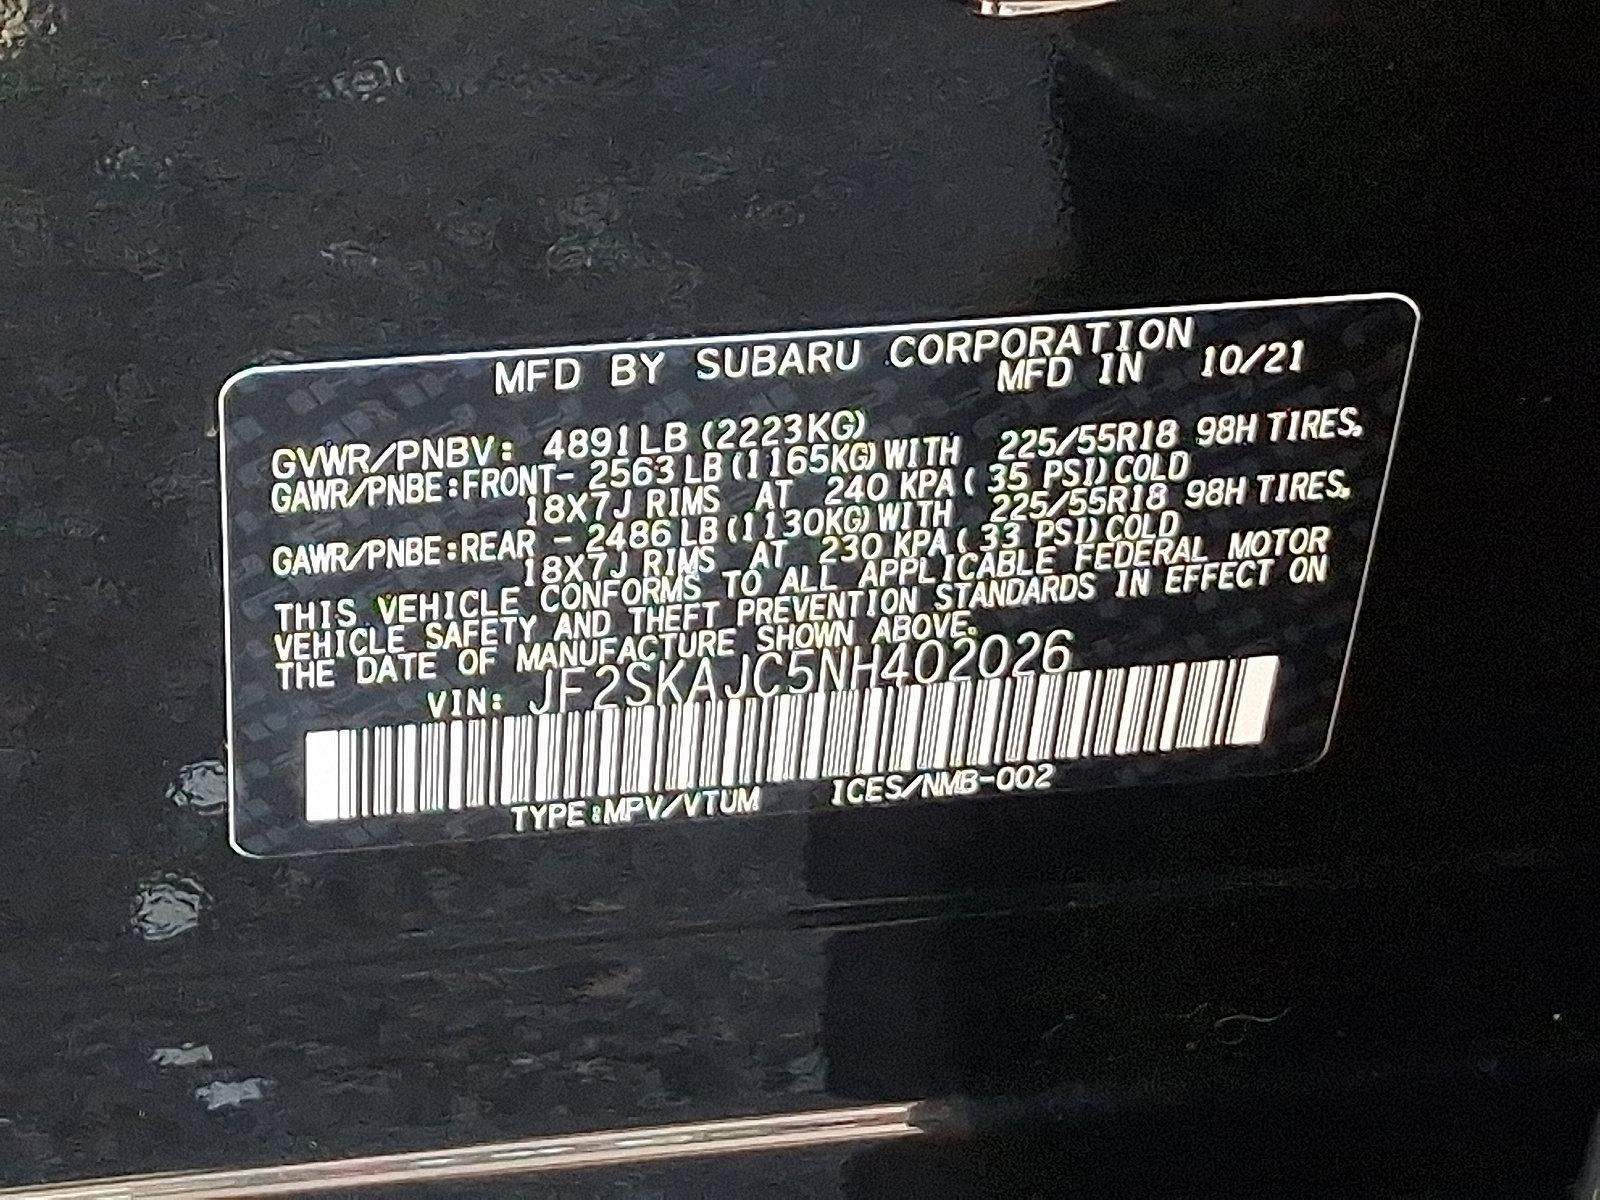 MFD BY SUBARU CORPORATION
MFD IN 10/21
GVWR/PNBV: 4891LB (2223KG)
GAWR/PNBE:FRONT- 2563 LB (1165KG) WITH 225/55R18 98H TIRES,
18X7J RIMS AT 240 KPA ( 35 PSI) COLD
GAWR/PNBE:REAR - 2486 LB (1130KG) WITH 225/55R18 98H TIRES,
18X7J RIMS AT 230 KPA ( 33 PSI) COLD
THIS VEHICLE CONFORMS TO ALL APPLICABLE FEDERAL MOTOR
VEHICLE SAFETY AND THEFT PREVENTION STANDARDS IN EFFECT ON
THE DATE OF MANUFACTURE SHOWN ABOVE.
VIN: JF2SKAJC5NH402026
TYPE:MPV/VTUM ICES/NMB-002